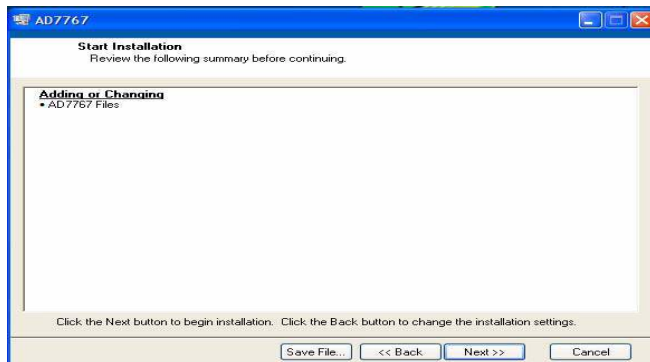 AD7767
Start Installation
Review the following summary before continuing.
Adding or Changing
• AD7767 Files
Click the Next button to begin installation. Click the Back button to change the installation settings.
Save File... << Back Next >> Cancel